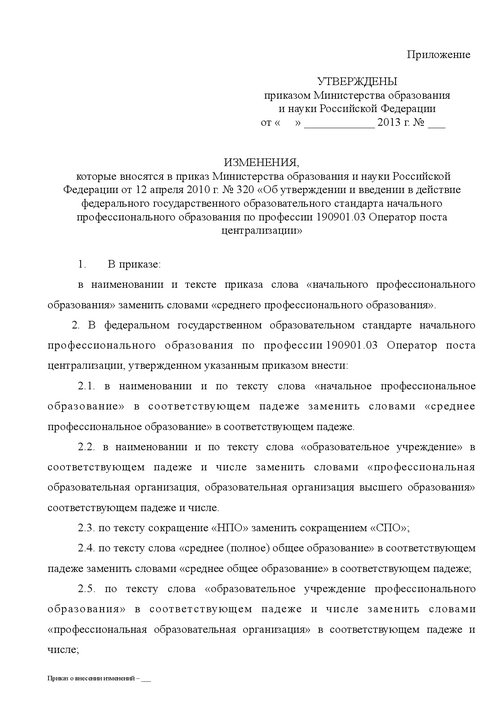 Приложение
УТВЕРЖДЕНЫ
приказом Министерства образования
и науки Российской Федерации
от «    » ____________ 2013 г. № ___
ИЗМЕНЕНИЯ,
которые вносятся в приказ Министерства образования и науки Российской
Федерации от 12 апреля 2010 г. № 320 «Об утверждении и введении в действие
федерального государственного образовательного стандарта начального
профессионального образования по профессии 190901.03 Оператор поста
централизации»
1. В приказе:
в наименовании и тексте приказа слова «начального профессионального
образования» заменить словами «среднего профессионального образования».
2. В федеральном государственном образовательном стандарте начального
профессионального образования по профессии 190901.03 Оператор поста
централизации, утвержденном указанным приказом внести:
2.1. в наименовании и по тексту слова «начальное профессиональное
образование» в соответствующем падеже заменить словами «среднее
профессиональное образование» в соответствующем падеже.
2.2. в наименовании и по тексту слова «образовательное учреждение» в
соответствующем падеже и числе заменить словами «профессиональная
образовательная организация, образовательная организация высшего образования»
соответствующем падеже и числе.
2.3. по тексту сокращение «НПО» заменить сокращением «СПО»;
2.4. по тексту слова «среднее (полное) общее образование» в соответствующем
падеже заменить словами «среднее общее образование» в соответствующем падеже;
2.5. по тексту слова «образовательное учреждение профессионального
образования» в соответствующем падеже и числе заменить словами
«профессиональная образовательная организация» в соответствующем падеже и
числе;
Приказ о внесении изменений – ___